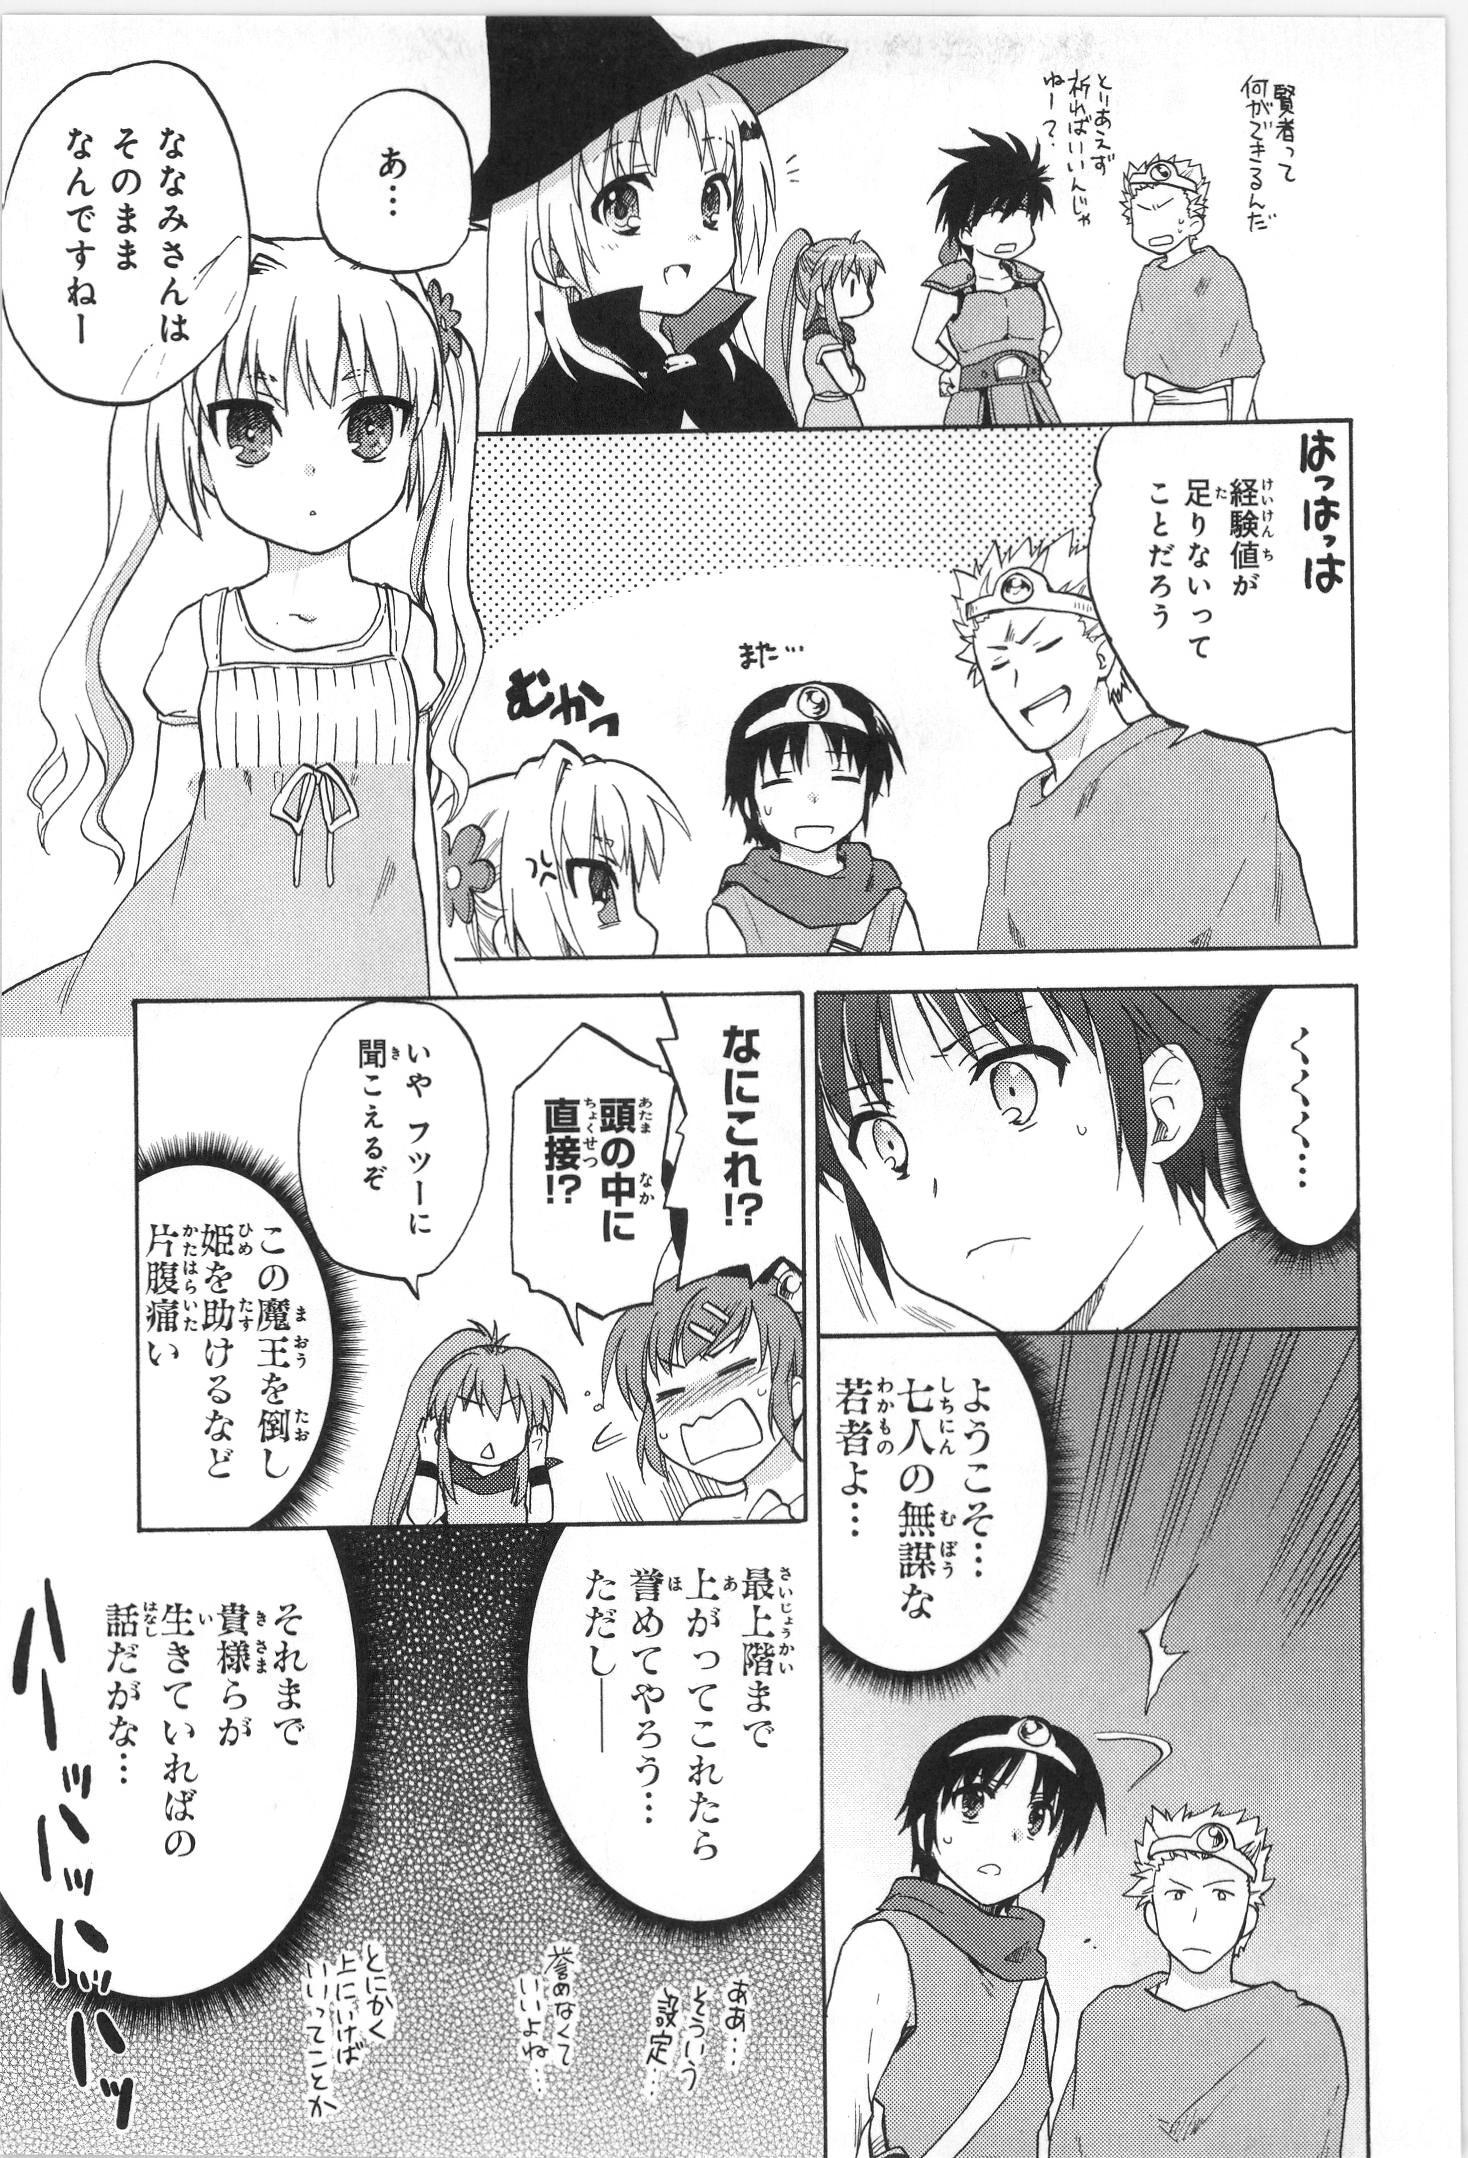 賢者って
何ができるんだ
とりあえず
祈ればいいんじゃ
ねー?
あ…
ななみさんは
そのまま
なんですねー
はっはっは
経験値が
足りないって
ことだろう
また…
むかっ
くくく…
ようこそ…
七人の無謀な
若者よ…
なにこれ!?
頭の中に
直接!?
いや フツーに
聞こえるぞ
この魔王を倒し
姫を助けるなど
片腹痛い
最上階まで
上がってこれたら
誉めてやろう…
ただし――
それまで
貴様らが
生きていればの
話だがな…
ハーッハッハッハッハッ
ああ…
そういう
設定…
誉めなくて
いいよね…
とにかく
上にいけば
いいってことか